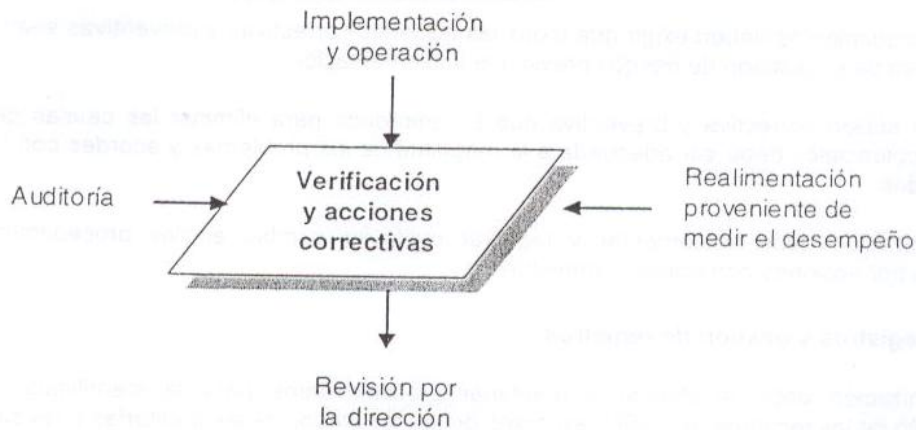 Implementación
y operación
Auditoría
Verificación
y acciones
correctivas
Realimentación
proveniente de
medir el desempeño
Revisión por
la dirección